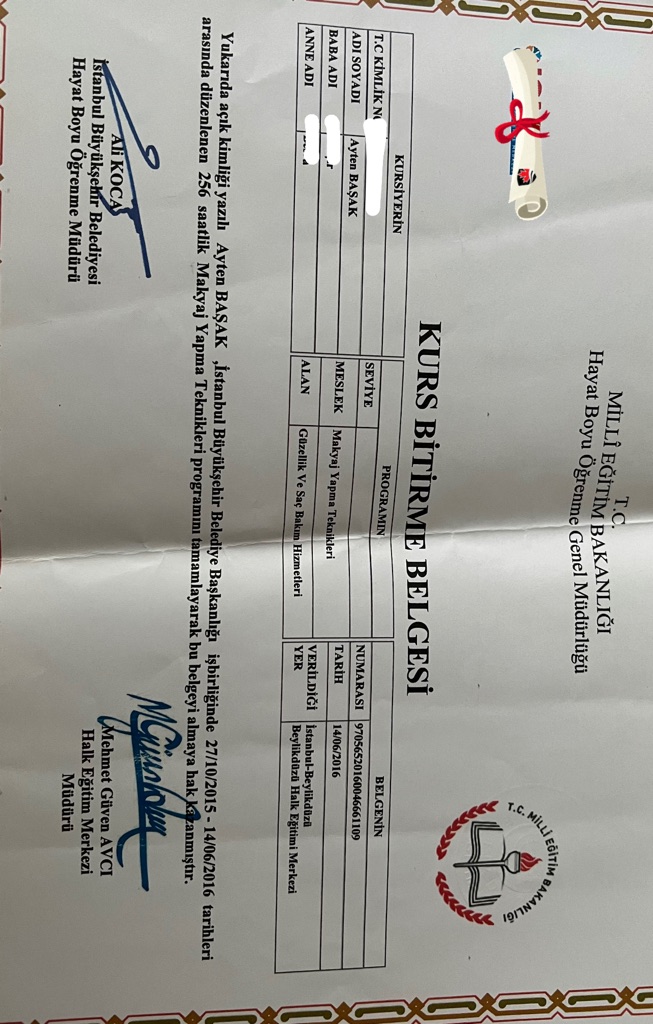 T.C.
MİLLÎ EĞİTİM BAKANLIĞI
Hayat Boyu Öğrenme Genel Müdürlüğü
T.C. MİLLİ EĞİTİM BAKANLIĞI
KURS BİTİRME BELGESİ
KURSİYERİN
T.C KİMLİK NO
ADI SOYADI Ayten BAŞAK
BABA ADI
ANNE ADI
PROGRAMIN
SEVİYE
MESLEK Makyaj Yapma Teknikleri
ALAN Güzellik Ve Saç Bakım Hizmetleri
BELGENİN
NUMARASI 97056520160046661109
TARİH 14/06/2016
VERİLDİĞİ YER İstanbul-Beylikdüzü
Beylikdüzü Halk Eğitimi Merkezi
Yukarıda açık kimliği yazılı Ayten BAŞAK ,İstanbul Büyükşehir Belediye Başkanlığı işbirliğinde 27/10/2015 - 14/06/2016 tarihleri
arasında düzenlenen 256 saatlik Makyaj Yapma Teknikleri programını tamamlayarak bu belgeyi almaya hak kazanmıştır.
Ali KOCA
İstanbul Büyükşehir Belediyesi
Hayat Boyu Öğrenme Müdürü
Mehmet Güven AVCI
Halk Eğitim Merkezi
Müdürü